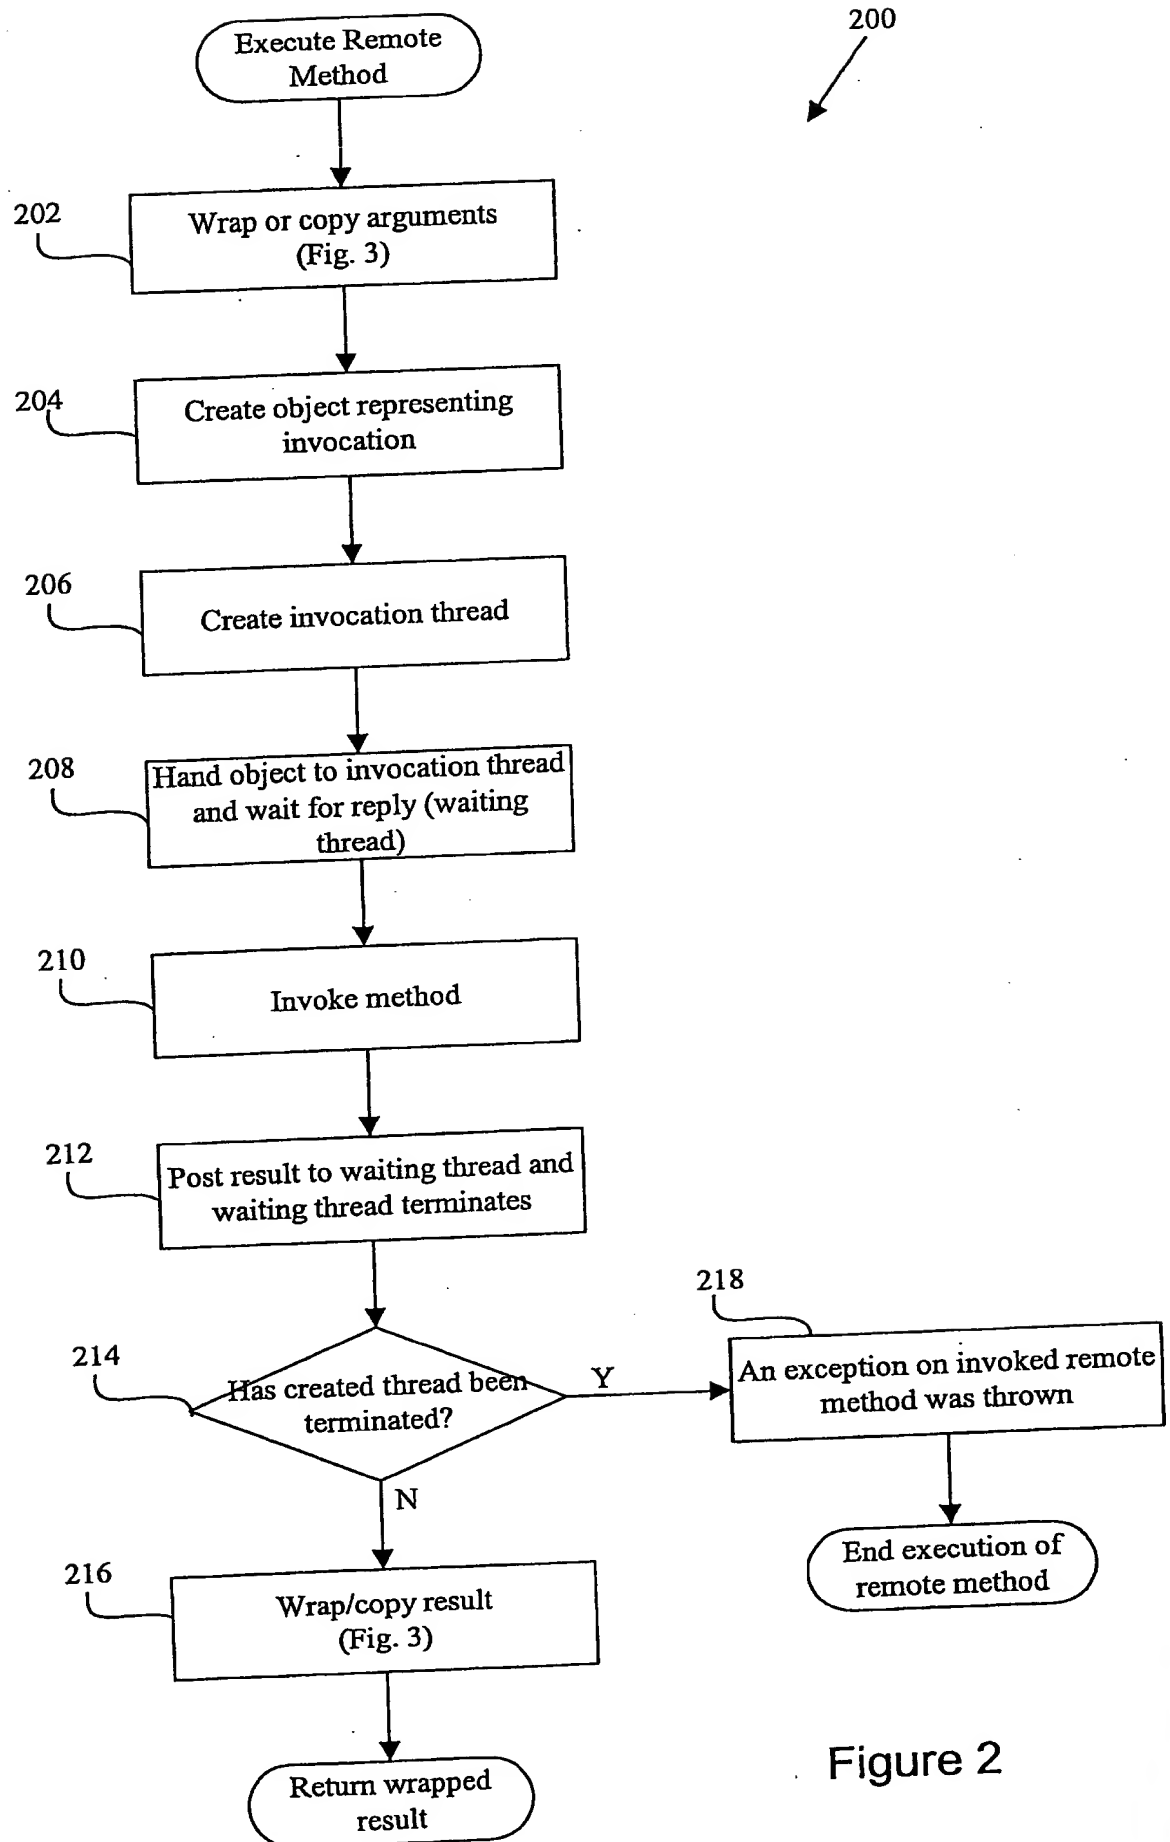 200
Execute Remote
Method
202
Wrap or copy arguments
(Fig. 3)
204
Create object representing
invocation
206
Create invocation thread
208
Hand object to invocation thread
and wait for reply (waiting
thread)
210
Invoke method
212
Post result to waiting thread and
waiting thread terminates
214
Has created thread been
terminated?
Y
218
An exception on invoked remote
method was thrown
N
End execution of
remote method
216
Wrap/copy result
(Fig. 3)
Return wrapped
result
Figure 2